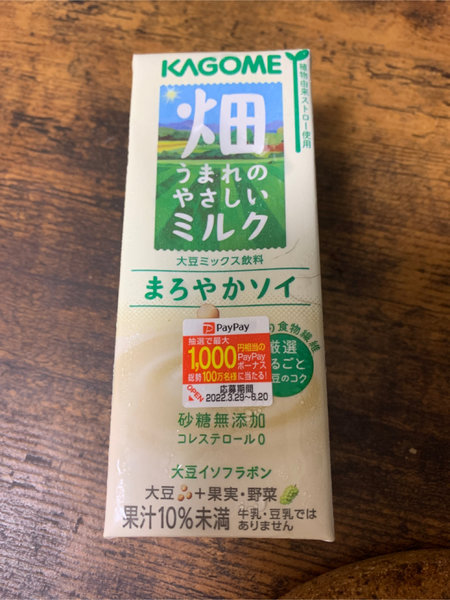 KAGOME
植物由来ストロー使用
畑
うまれの
やさしい
ミルク
大豆ミックス飲料
まろやかソイ
PayPay
抽選で最大
1,000円相当の
PayPay
ボーナス
総勢100万名様に当たる!
OPEN
応募期間
2022.3.29~6.20
食物繊維
厳選
るごと
豆のコク
砂糖無添加
コレステロール0
大豆イソフラボン
大豆+果実・野菜
果汁10%未満
牛乳・豆乳では
ありません